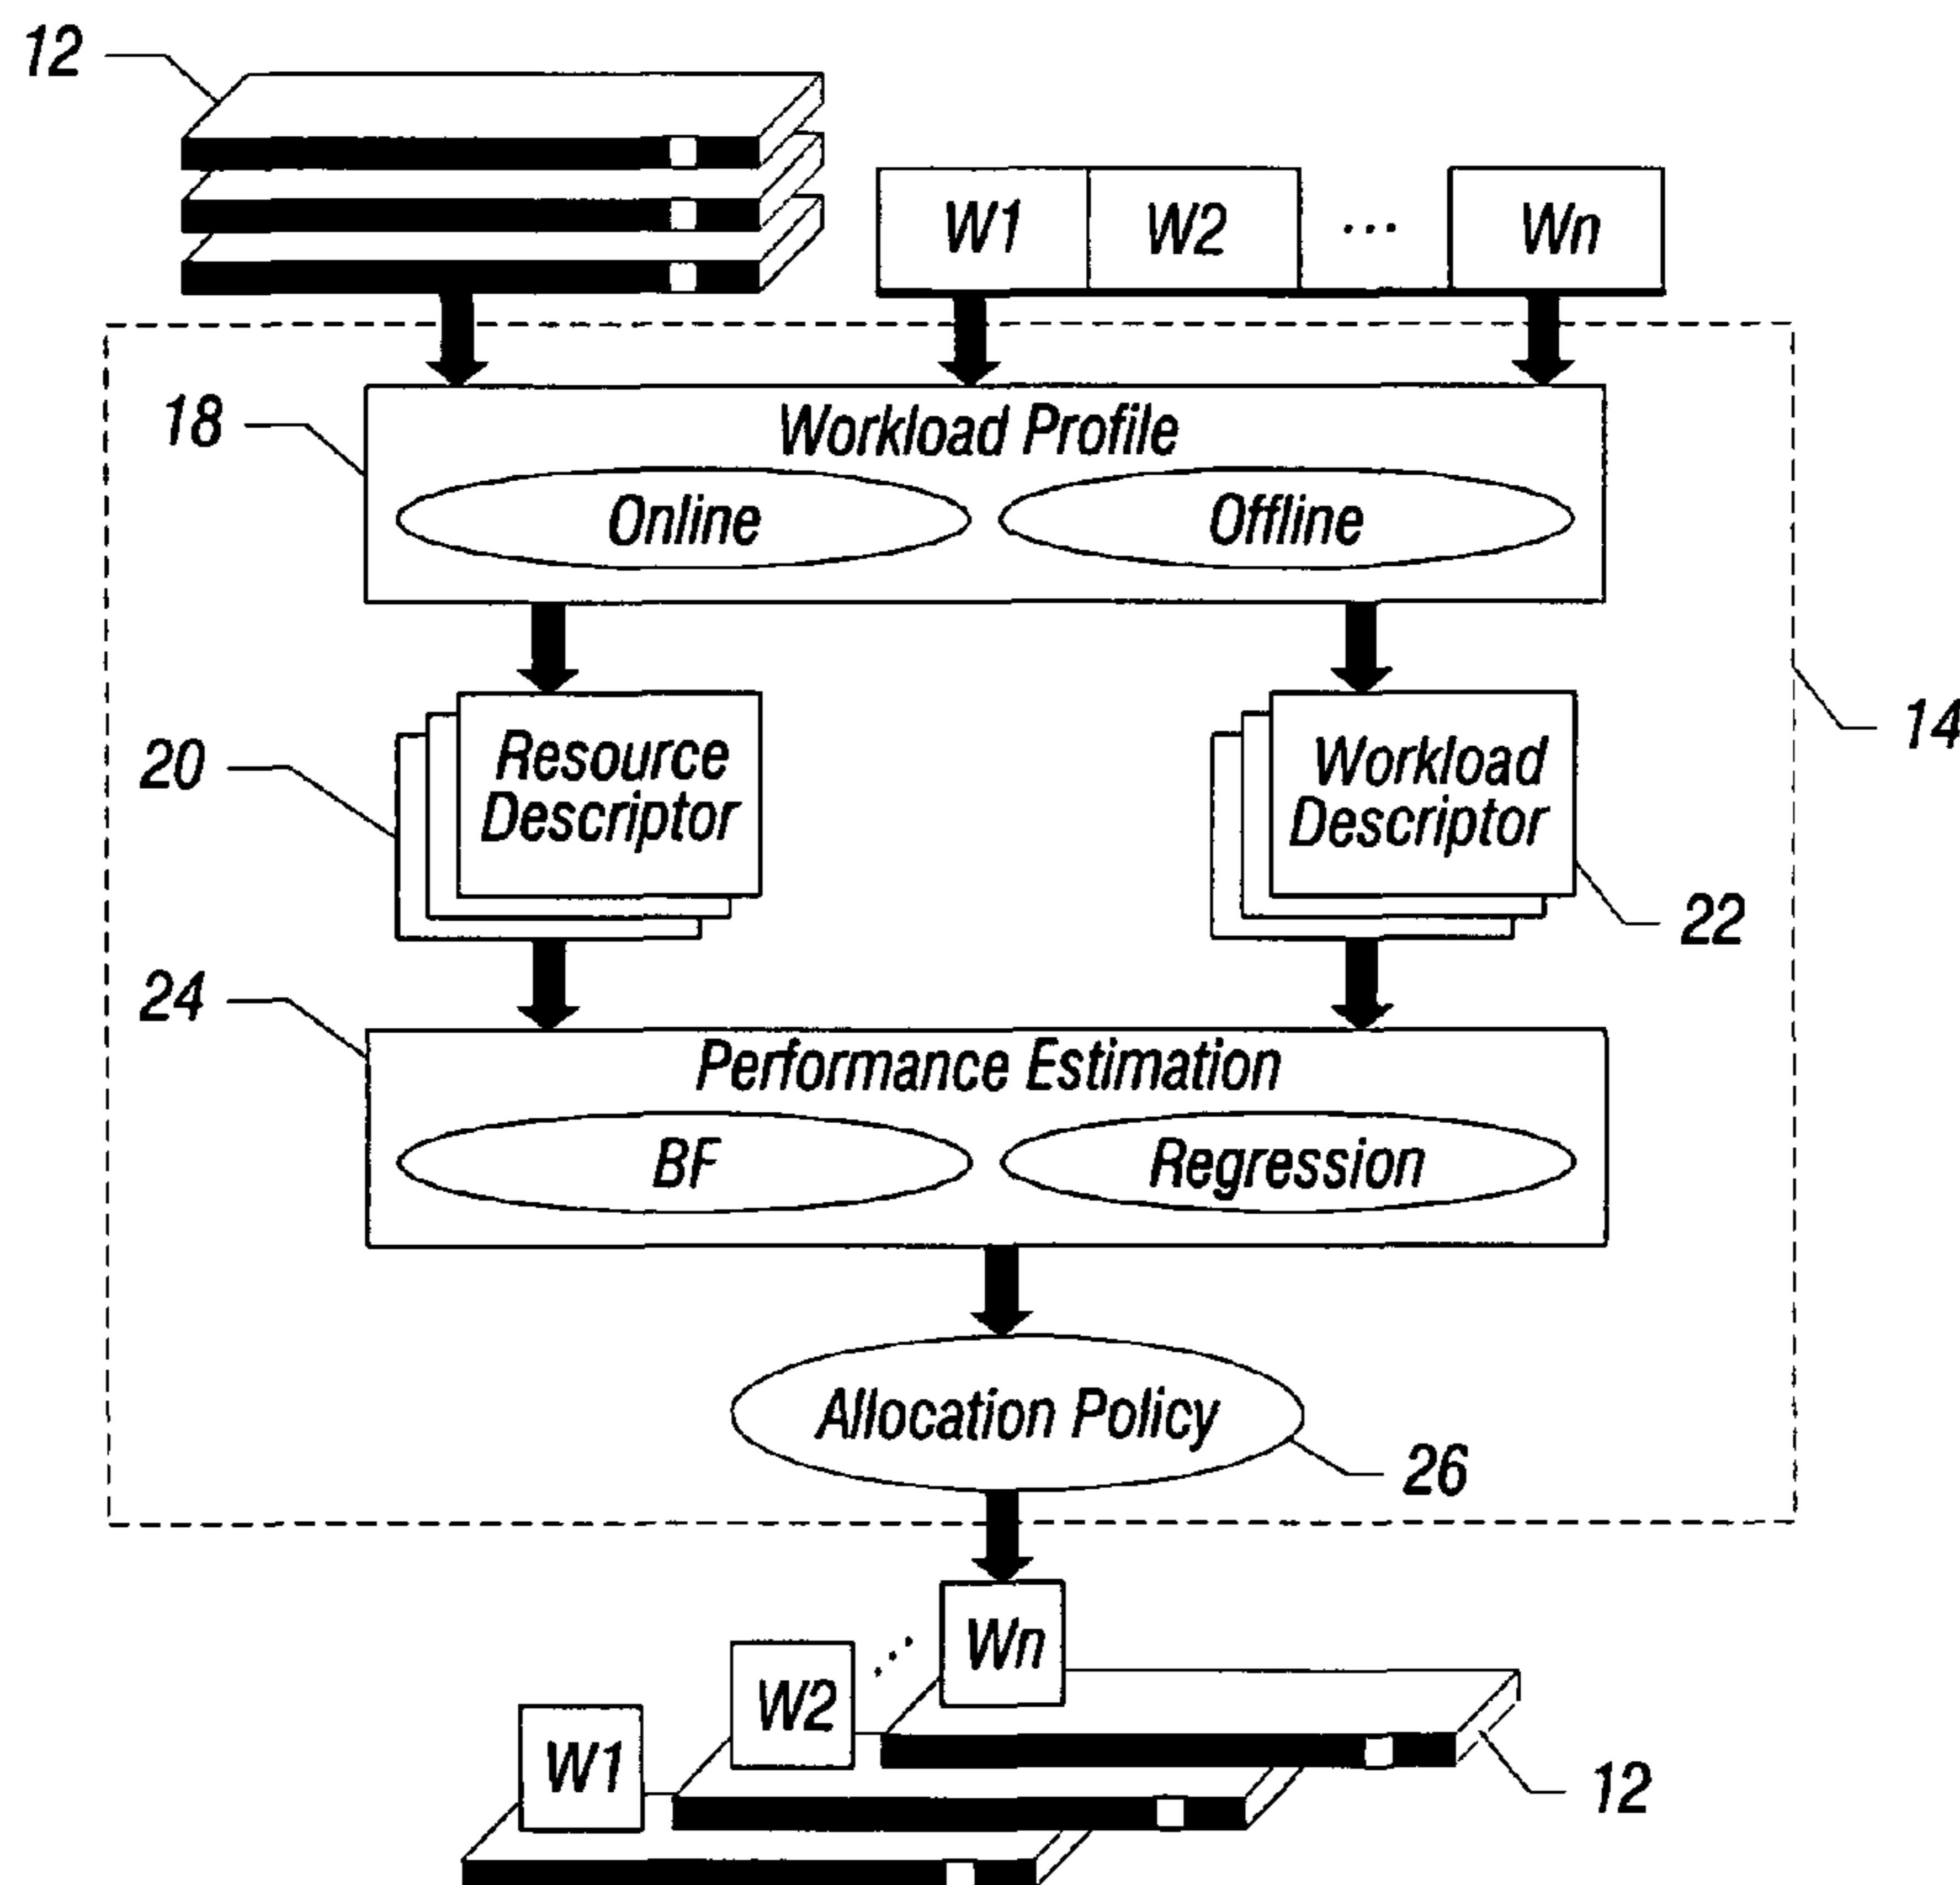 12
W1 W2 ... Wn
18
Workload Profile
Online Offline
20
Resource
Descriptor
Workload
Descriptor
14
22
24
Performance Estimation
BF Regression
Allocation Policy
26
Wn
W2
W1
12